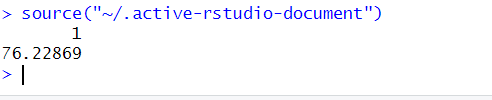 > source("~/.active-rstudio-document")
       1
76.22869
>